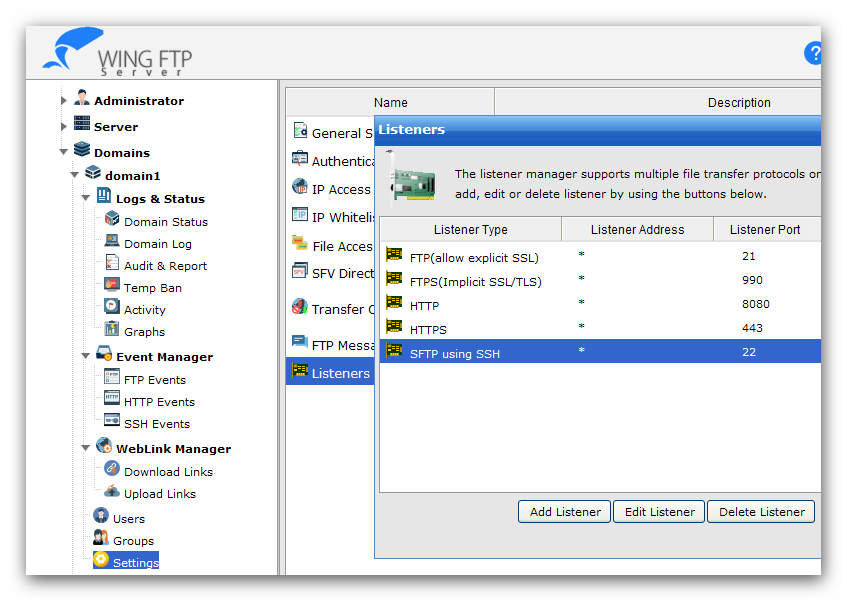 WING FTP
Server
?
Administrator
Server
Domains
domain1
Logs & Status
Domain Status
Domain Log
Audit & Report
Temp Ban
Activity
Graphs
Event Manager
FTP Events
HTTP Events
SSH Events
WebLink Manager
Download Links
Upload Links
Users
Groups
Settings
Name Description
General S
Authentica
IP Access
IP Whitelis
File Acces
SFV Direct
Transfer
FTP Messa
Listeners
Listeners
The listener manager supports multiple file transfer protocols or
add, edit or delete listener by using the buttons below.
Listener Type Listener Address Listener Port
FTP(allow explicit SSL) * 21
FTPS(Implicit SSL/TLS) * 990
HTTP * 8080
HTTPS * 443
SFTP using SSH * 22
Add Listener Edit Listener Delete Listener